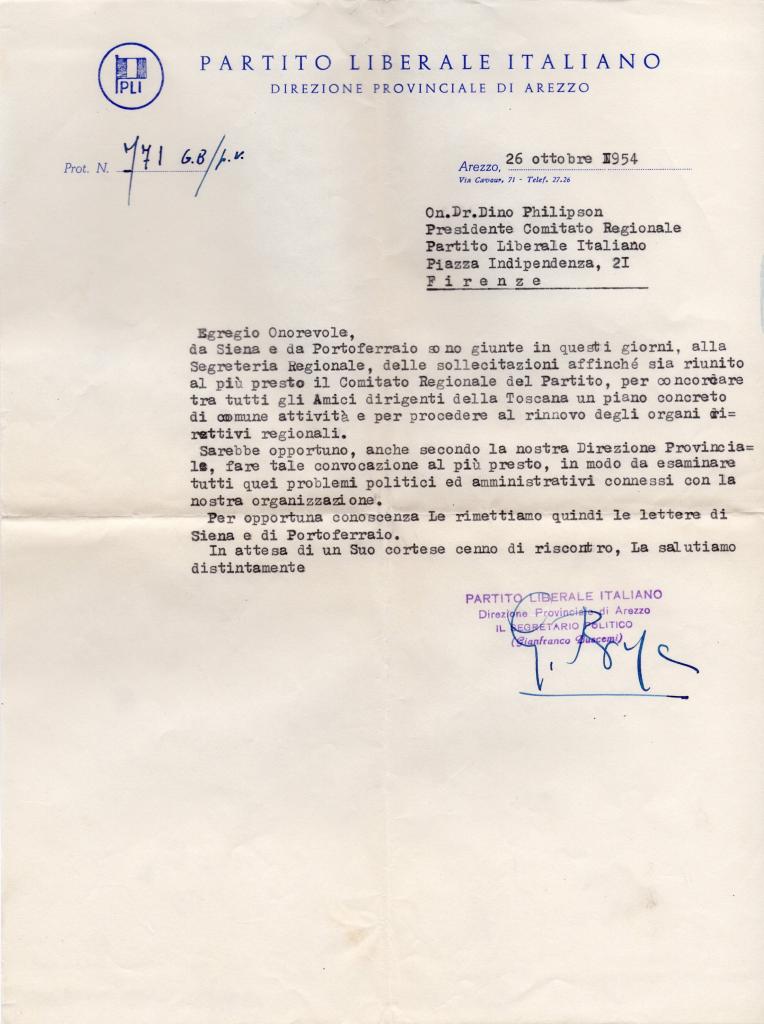 PLI
PARTITO LIBERALE ITALIANO
DIREZIONE PROVINCIALE DI AREZZO
Prot. N. 771 G.B/p.v.
Arezzo, 26 ottobre I954
Via Cavour, 71 - Telef. 27.26
On.Dr.Dino Philipson
Presidente Comitato Regionale
Partito Liberale Italiano
Piazza Indipendenza, 2I
F i r e n z e
Egregio Onorevole,
da Siena e da Portoferraio sono giunte in questi giorni, alla
Segreteria Regionale, delle sollecitazioni affinché sia riunito
al più presto il Comitato Regionale del Partito, per concordare
tra tutti gli Amici dirigenti della Toscana un piano concreto
di comune attività e per procedere al rinnovo degli organi di-
rettivi regionali.
Sarebbe opportuno, anche secondo la nostra Direzione Provincia=
le, fare tale convocazione al più presto, in modo da esaminare
tutti quei problemi politici ed amministrativi connessi con la
nostra organizzazione.
Per opportuna conoscenza Le rimettiamo quindi le lettere di
Siena e di Portoferraio.
In attesa di un Suo cortese cenno di riscontro, La salutiamo
distintamente
PARTITO LIBERALE ITALIANO
Direzione Provinciale di Arezzo
IL SEGRETARIO POLITICO
(Gianfranco Buscemi)